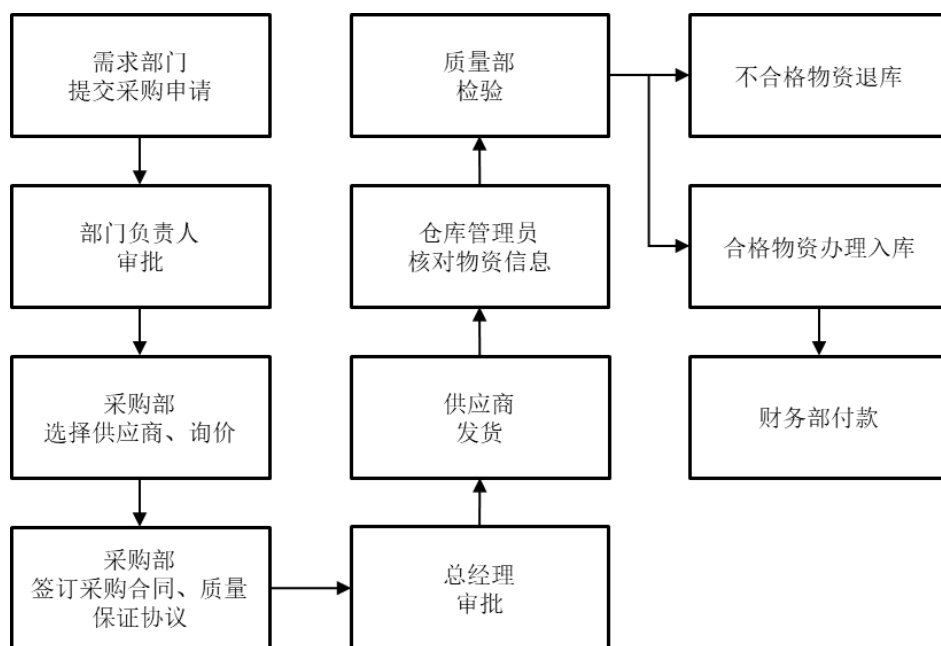 需求部门
提交采购申请
部门负责人
审批
采购部
选择供应商、询价
采购部
签订采购合同、质量
保证协议
总经理
审批
供应商
发货
仓库管理员
核对物资信息
质量部
检验
不合格物资退库
合格物资办理入库
财务部付款